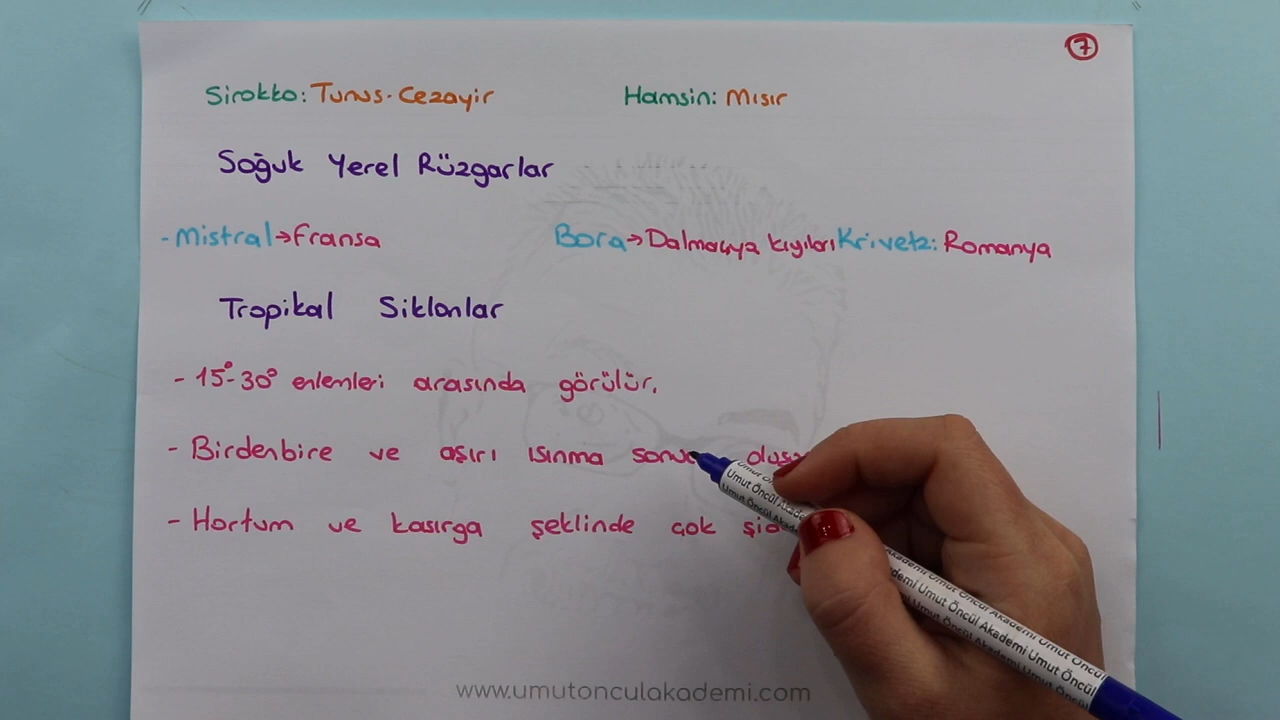 7
Sirokko: Tunus-Cezayir Hamsin: Mısır
Soğuk Yerel Rüzgarlar
- Mistral→Fransa Bora→Dalmaçya kıyıları Krivetz: Romanya
Tropikal Siklonlar
- 15°-30° enlemleri arasında görülür.
- Birdenbire ve aşırı ısınma
- Hortum ve kasırga şeklinde çok
Umut Öncül Akademi Umut Öncül
www.umutonculakademi.com